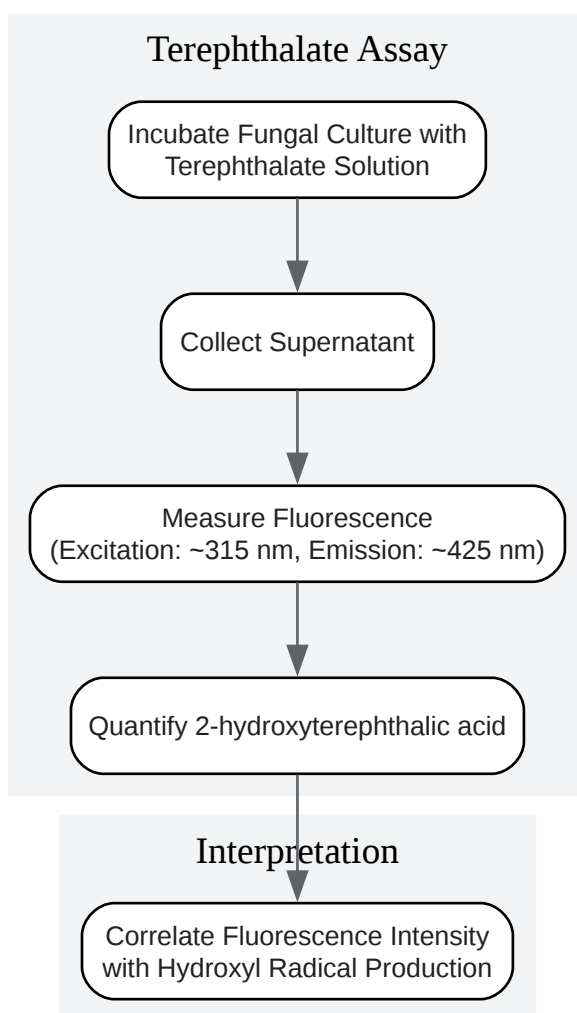 Terephthalate Assay
Incubate Fungal Culture with
Terephthalate Solution
Collect Supernatant
Measure Fluorescence
(Excitation: ~315 nm, Emission: ~425 nm)
Quantify 2-hydroxyterephthalic acid
Interpretation
Correlate Fluorescence Intensity
with Hydroxyl Radical Production